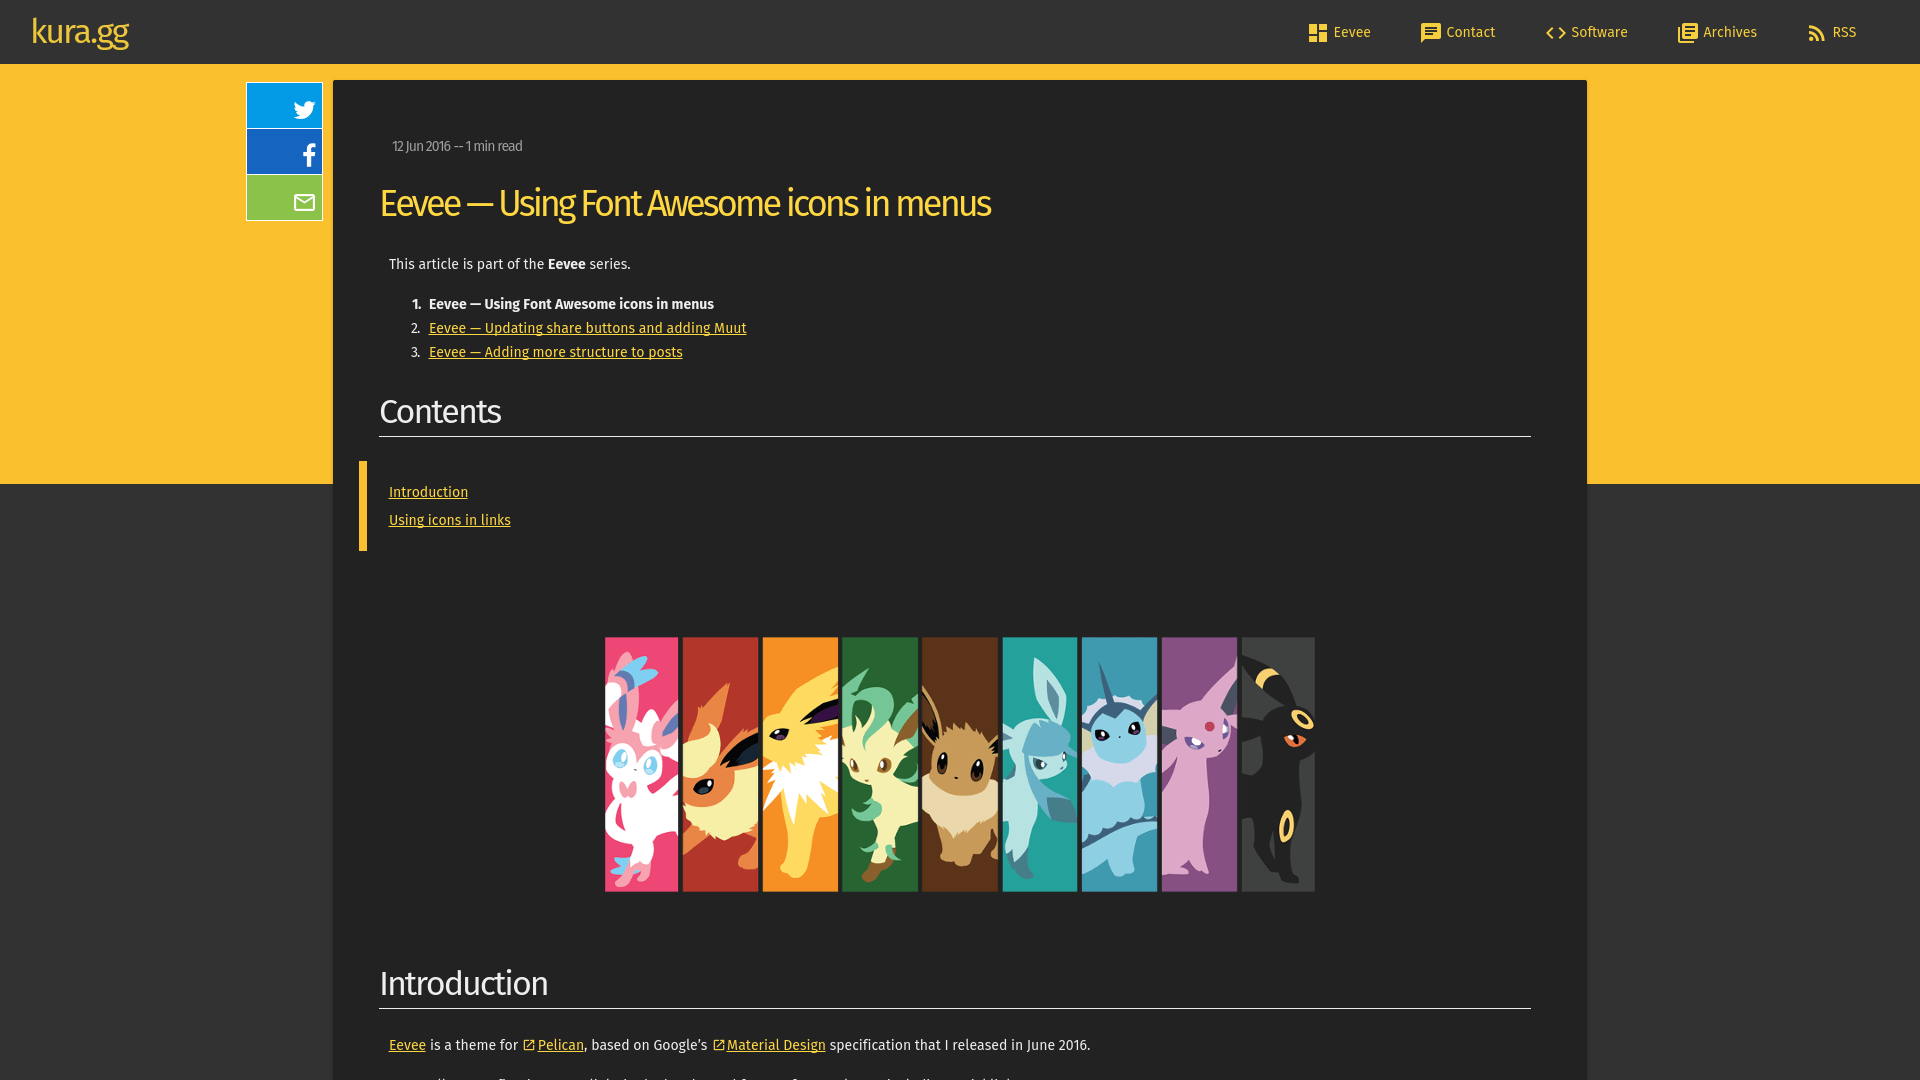 kura.gg
Eevee
Contact
Software
Archives
RSS
12 Jun 2016 -- 1 min read
Eevee — Using Font Awesome icons in menus
This article is part of the Eevee series.
1. Eevee — Using Font Awesome icons in menus
2. Eevee — Updating share buttons and adding Muut
3. Eevee — Adding more structure to posts
Contents
Introduction
Using icons in links
Introduction
Eevee is a theme for Pelican, based on Google’s Material Design specification that I released in June 2016.